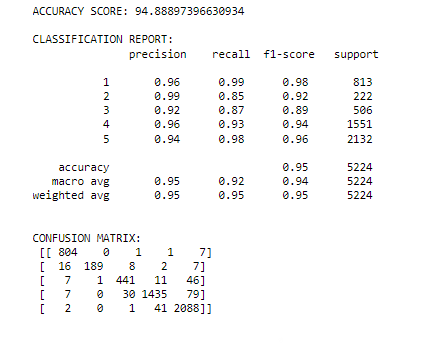 ACCURACY SCORE: 94.88897396630934
CLASSIFICATION REPORT:
precision recall f1-score support
1 0.96 0.99 0.98 813
2 0.99 0.85 0.92 222
3 0.92 0.87 0.89 506
4 0.96 0.93 0.94 1551
5 0.94 0.98 0.96 2132
accuracy 0.95 5224
macro avg 0.95 0.92 0.94 5224
weighted avg 0.95 0.95 0.95 5224
CONFUSION MATRIX:
[[ 804 0 1 1 7]
[ 16 189 8 2 7]
[ 7 1 441 11 46]
[ 7 0 30 1435 79]
[ 2 0 1 41 2088]]